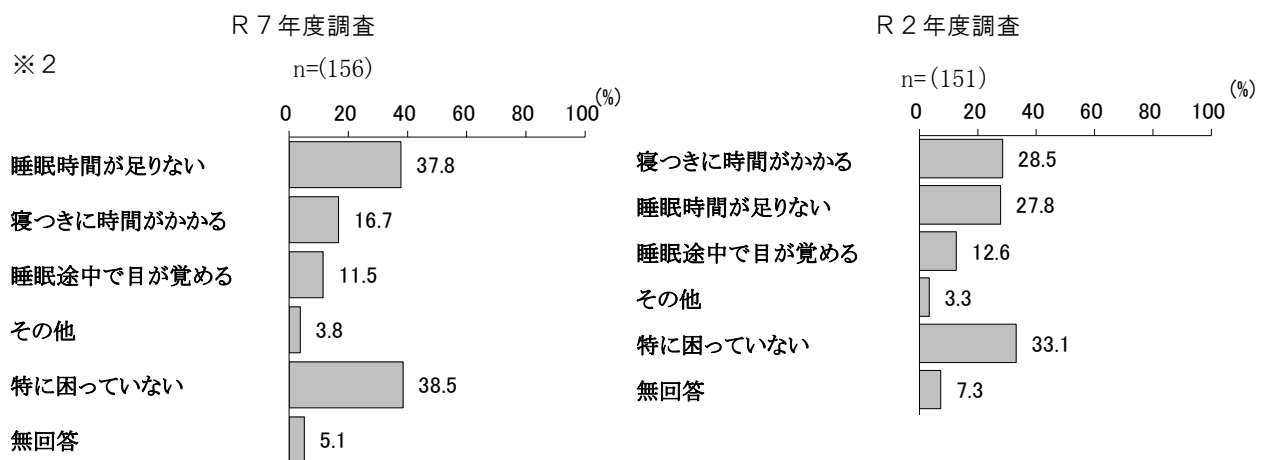 R7年度調査
※2
n=(156)
0 20 40 60 80 100 (%)
睡眠時間が足りない 37.8
寝つきに時間がかかる 16.7
睡眠途中で目が覚める 11.5
その他 3.8
特に困っていない 38.5
無回答 5.1
R2年度調査
n=(151)
0 20 40 60 80 100 (%)
寝つきに時間がかかる 28.5
睡眠時間が足りない 27.8
睡眠途中で目が覚める 12.6
その他 3.3
特に困っていない 33.1
無回答 7.3